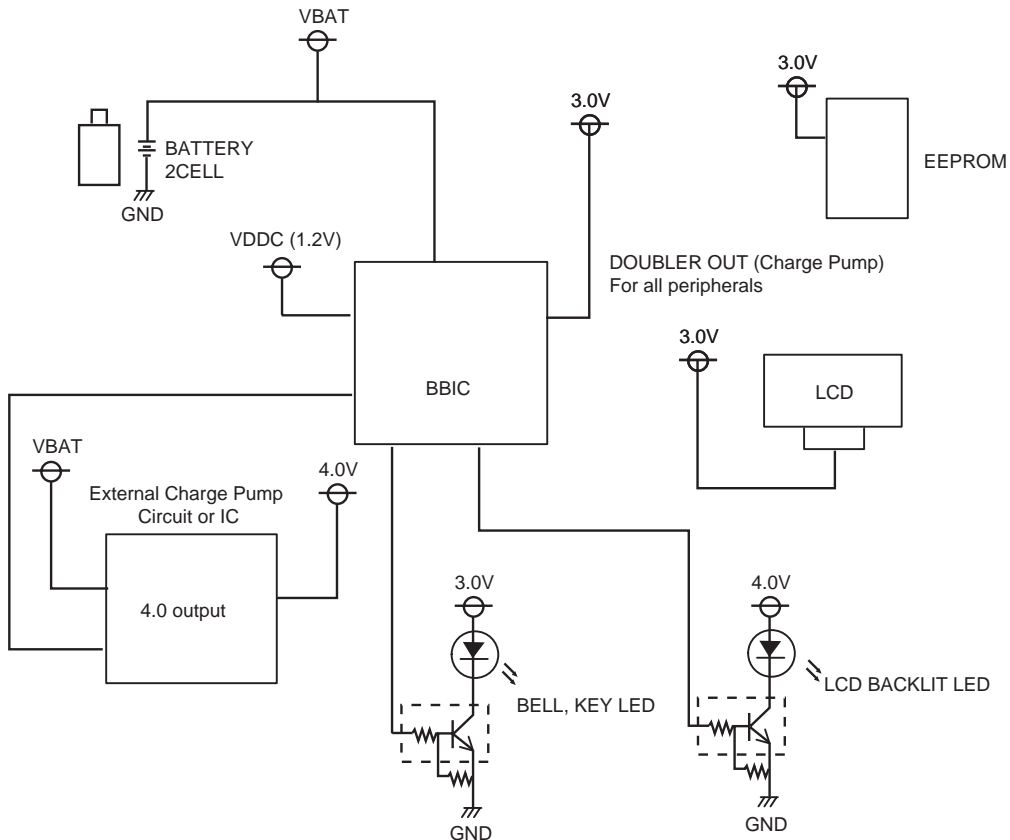 VBAT
3.0V
3.0V
BATTERY
2CELL
EEPROM
GND
VDDC (1.2V)
DOUBLER OUT (Charge Pump)
For all peripherals
3.0V
BBIC
LCD
VBAT
4.0V
External Charge Pump
Circuit or IC
4.0 output
3.0V
4.0V
BELL, KEY LED
LCD BACKLIT LED
GND
GND